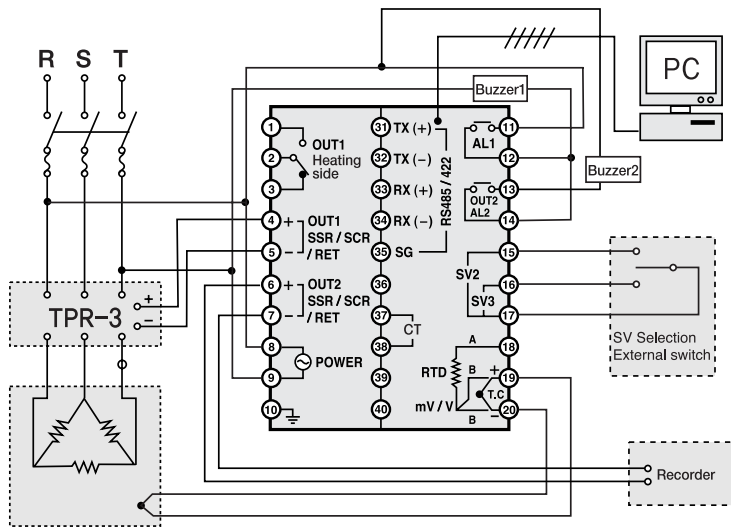 R S T
PC
Buzzer1
Buzzer2
1
2
3
4
5
6
7
8
9
10
OUT1
Heating
side
+ OUT1
SSR / SCR
- / RET
+ OUT2
SSR / SCR
- / RET
POWER
31 TX (+)
32 TX (-)
33 RX (+)
34 RX (-)
35 SG
36
37
38
39
40
RS485 / 422
CT
AL1
OUT2
AL2
SV2
SV3
RTD
mV / V
A
B
B
+
T.C
-
11
12
13
14
15
16
17
18
19
20
TPR-3
+
-
SV Selection
External switch
Recorder